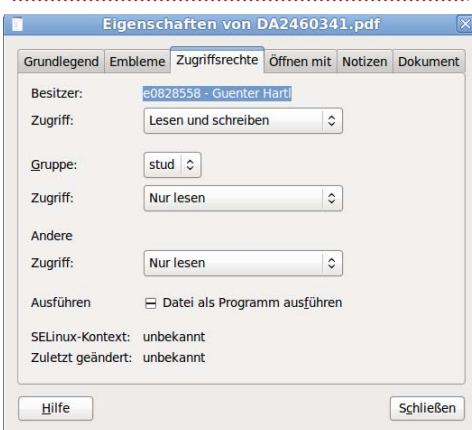 Eigenschaften von DA2460341.pdf
Grundlegend Embleme Zugriffsrechte Öffnen mit Notizen Dokument
Besitzer: e0828558 - Guenter Hartl
Zugriff: Lesen und schreiben
Gruppe: stud
Zugriff: Nur lesen
Andere
Zugriff: Nur lesen
Ausführen Datei als Programm ausführen
SELinux-Kontext: unbekannt
Zuletzt geändert: unbekannt
Hilfe Schließen